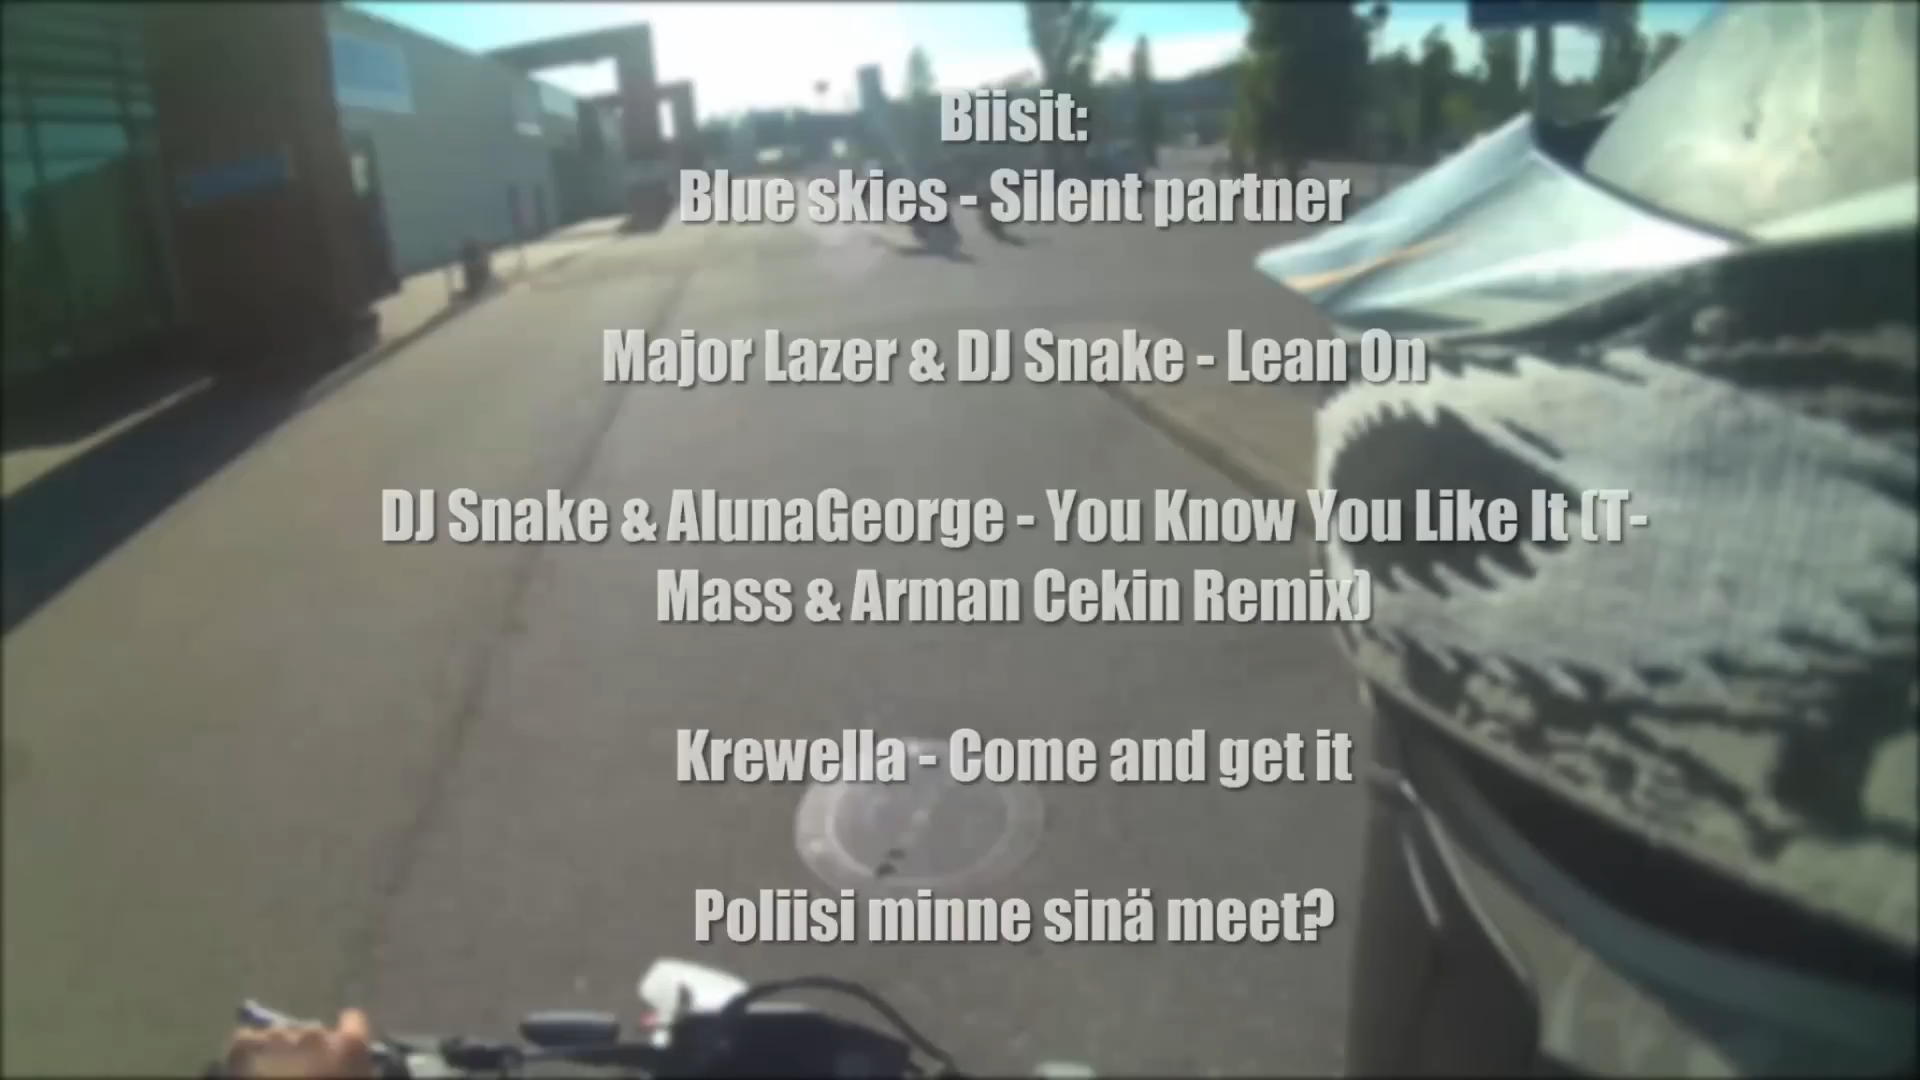 Biisit:
Blue skies - Silent partner
Major Lazer & DJ Snake - Lean On
DJ Snake & AlunaGeorge - You Know You Like It (T-
Mass & Arman Cekin Remix)
Krewella - Come and get it
Poliisi minne sinä meet?